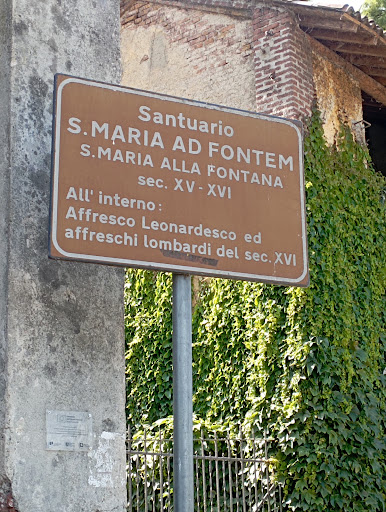 Santuario
S. MARIA AD FONTEM
S. MARIA ALLA FONTANA
sec. XV-XVI
All' interno:
Affresco Leonardesco ed
affreschi lombardi del sec. XVI